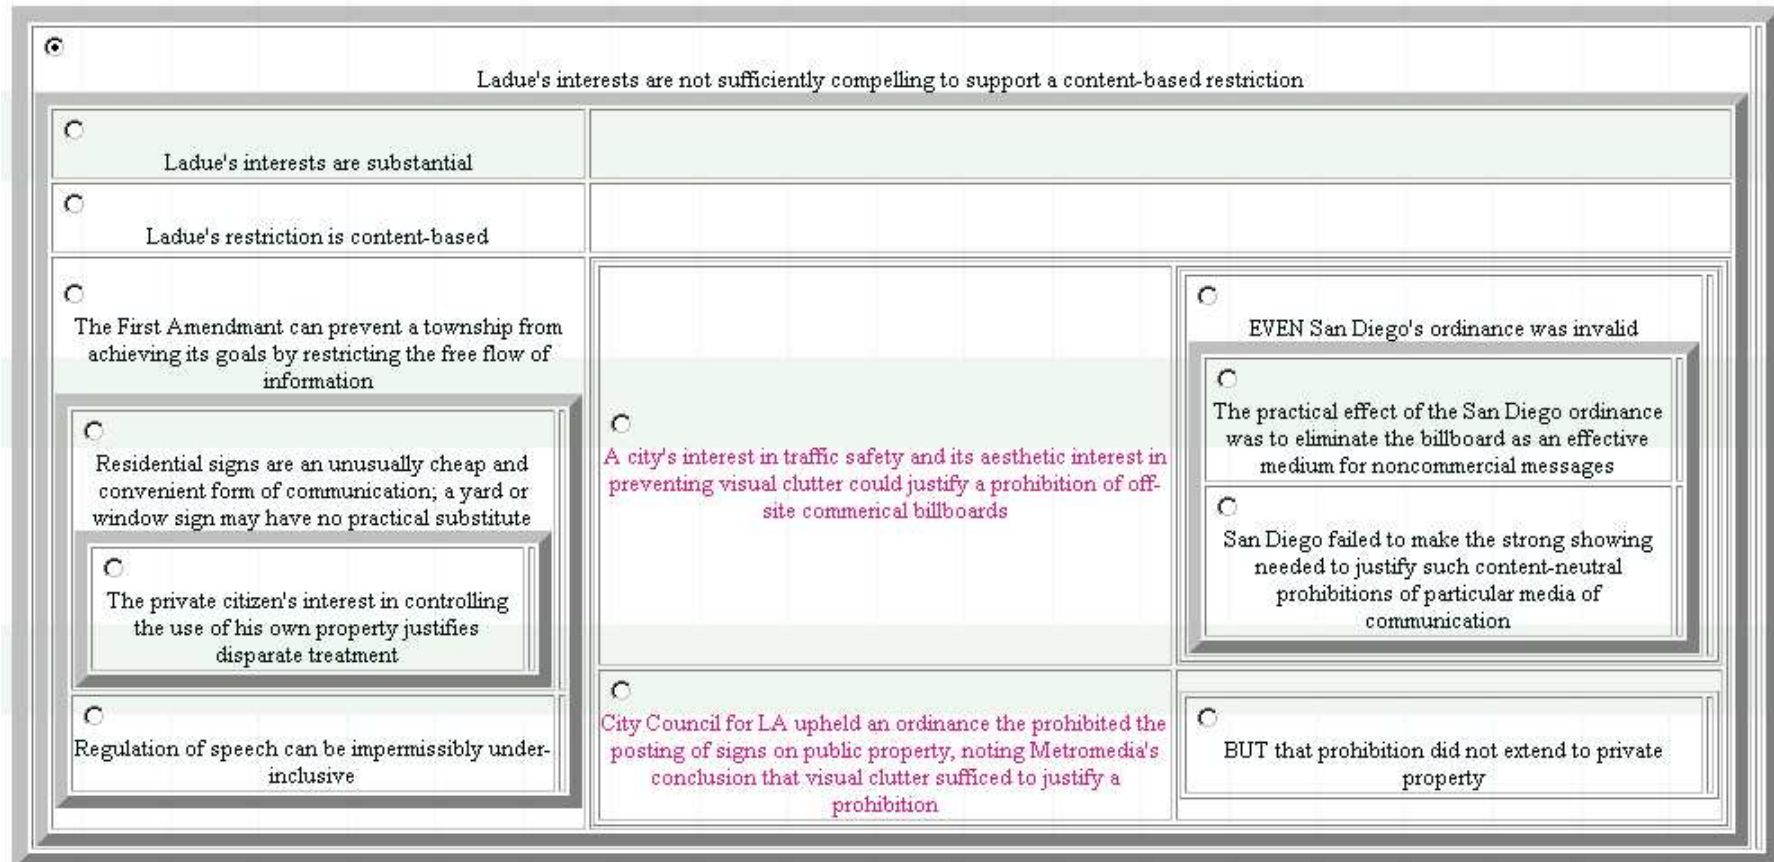 Ladue's interests are not sufficiently compelling to support a content-based restriction
Ladue's interests are substantial
Ladue's restriction is content-based
The First Amendmant can prevent a township from
achieving its goals by restricting the free flow of
information
Residential signs are an unusually cheap and
convenient form of communication; a yard or
window sign may have no practical substitute
The private citizen's interest in controlling
the use of his own property justifies
disparate treatment
Regulation of speech can be impermissibly under-
inclusive
A city's interest in traffic safety and its aesthetic interest in
preventing visual clutter could justify a prohibition of off-
site commerical billboards
EVEN San Diego's ordinance was invalid
The practical effect of the San Diego ordinance
was to eliminate the billboard as an effective
medium for noncommercial messages
San Diego failed to make the strong showing
needed to justify such content-neutral
prohibitions of particular media of
communication
City Council for LA upheld an ordinance the prohibited the
posting of signs on public property, noting Metromedia's
conclusion that visual clutter sufficed to justify a
prohibition
BUT that prohibition did not extend to private
property